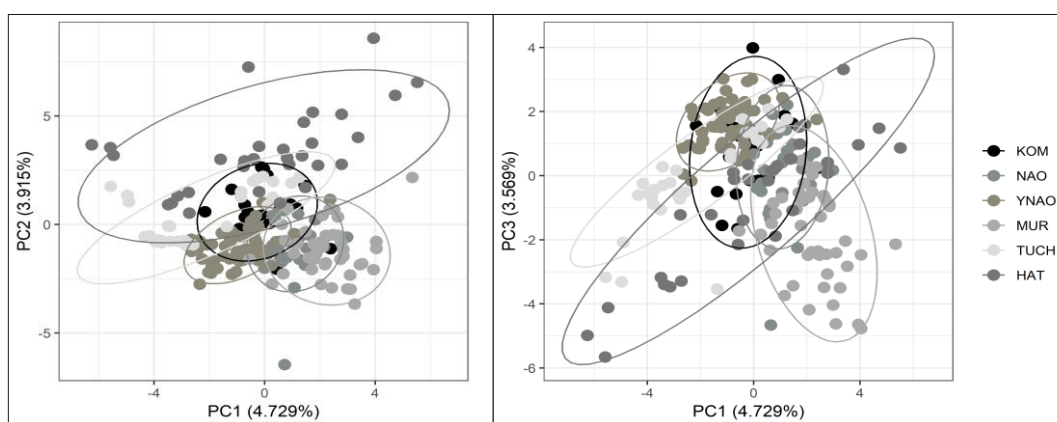 5
0
-5
PC2 (3.915%)
-4
0
4
PC1 (4.729%)
4
2
0
-2
-4
-6
PC3 (3.569%)
-4
0
4
PC1 (4.729%)
KOM
NAO
YNAO
MUR
TUCH
HAT